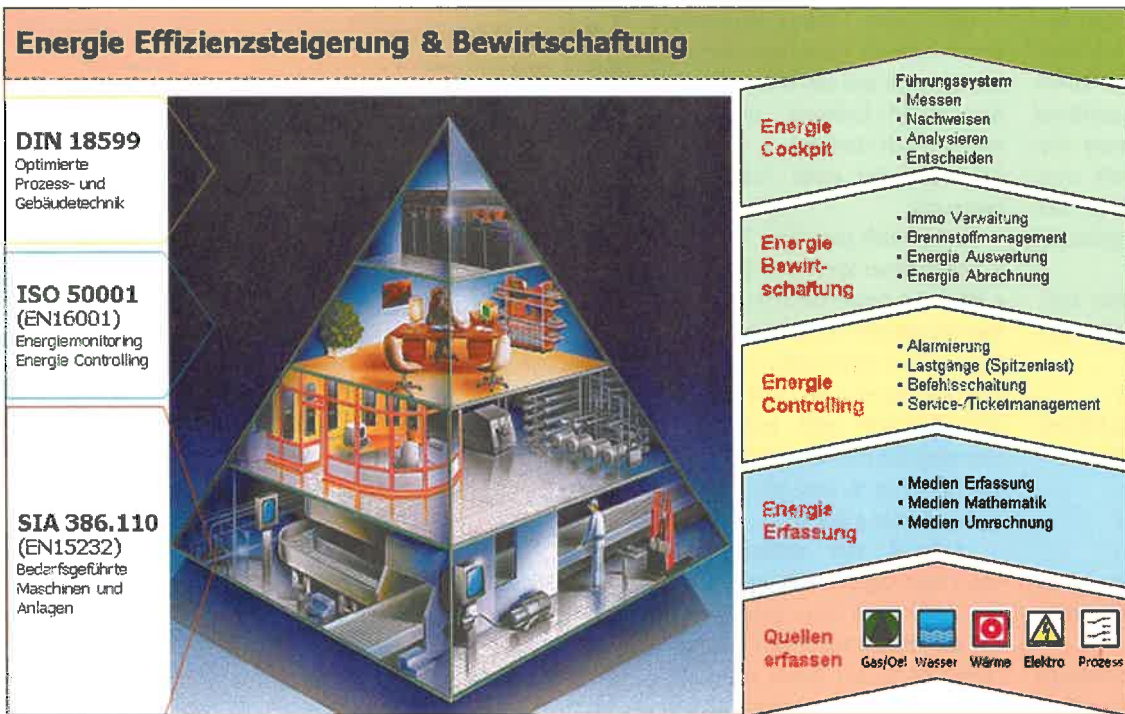 Energie Effizienzsteigerung & Bewirtschaftung
DIN 18599
Optimierte
Prozess- und
Gebäudetechnik
ISO 50001
(EN16001)
Energiemonitoring
Energie Controlling
SIA 386.110
(EN15232)
Bedarfsgeführte
Maschinen und
Anlagen
Energie
Cockpit
Führungssystem
• Messen
• Nachweisen
• Analysieren
• Entscheiden
Energie
Bewirt-
schaftung
• Immo Verwaltung
• Brennstoffmanagement
• Energie Auswertung
• Energie Abrechnung
Energie
Controlling
• Alarmierung
• Lastgänge (Spitzenlast)
• Befehlsschaltung
• Service-/Ticketmanagement
Energie
Erfassung
• Medien Erfassung
• Medien Mathematik
• Medien Umrechnung
Quellen
erfassen
Gas/Oel Wasser Wärme Elektro Prozess